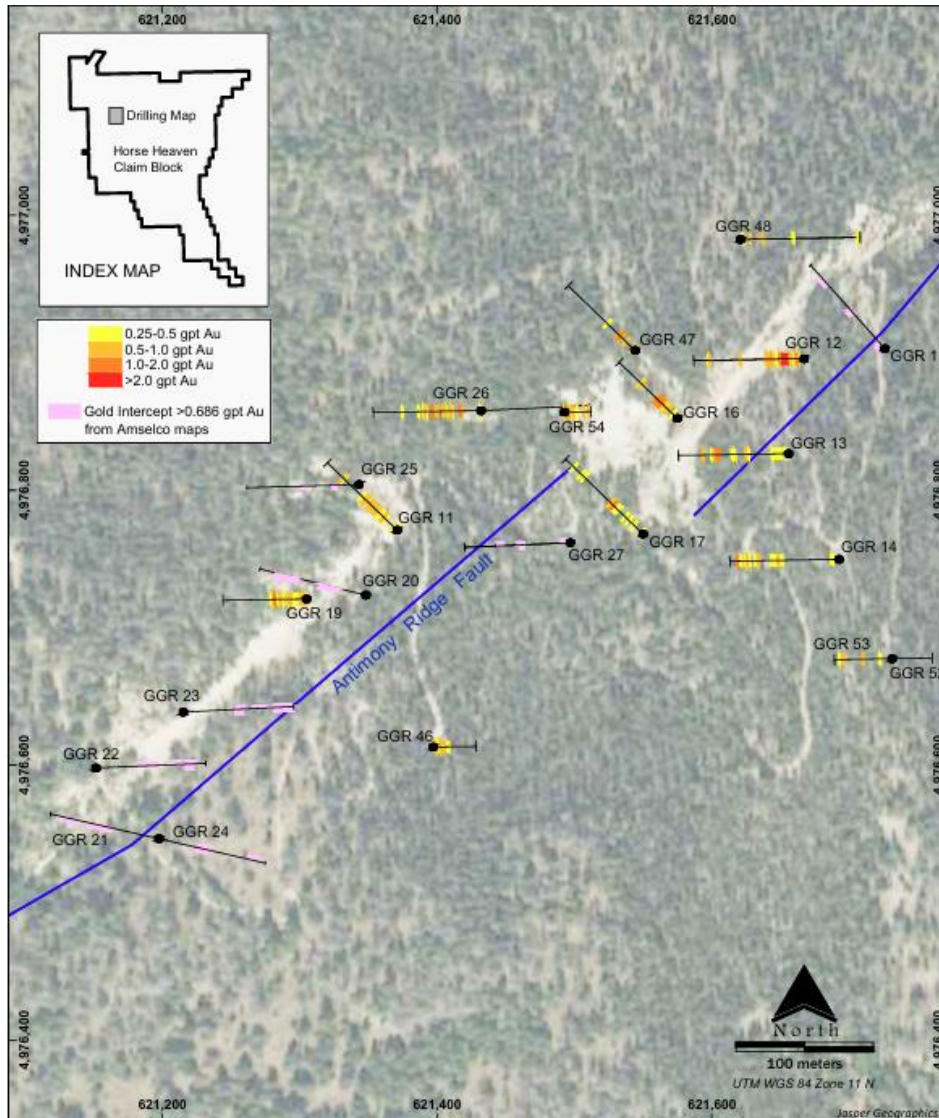 621,200
621,400
621,600
4,977,000
4,977,000
Drilling Map
Horse Heaven
Claim Block
INDEX MAP
0.25-0.5 gpt Au
0.5-1.0 gpt Au
1.0-2.0 gpt Au
>2.0 gpt Au
Gold Intercept >0.686 gpt Au
from Amselco maps
GGR 48
GGR 47
GGR 12
GGR 1
GGR 26
GGR 54
GGR 16
GGR 13
4,976,800
4,976,800
GGR 25
GGR 11
GGR 17
GGR 27
GGR 14
GGR 20
GGR 19
Antimony Ridge Fault
GGR 53
GGR 52
GGR 23
GGR 46
GGR 22
4,976,600
4,976,600
GGR 21
GGR 24
4,976,400
4,976,400
North
100 meters
UTM WGS 84 Zone 11 N
621,200
621,400
621,600
Jasper Geographics